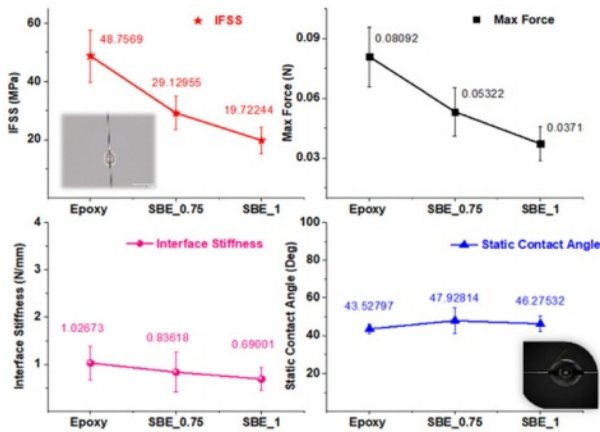 IFSS
60
40
20
IFSS (MPa)
48.7569
29.12955
19.72244
Epoxy
SBE_0.75
SBE_1
Max Force
0.09
0.06
0.03
Max Force (N)
0.08092
0.05322
0.0371
Epoxy
SBE_0.75
SBE_1
Interface Stiffness
4
3
2
1
Interface Stiffness (N/mm)
1.02673
0.83618
0.69001
Epoxy
SBE_0.75
SBE_1
Static Contact Angle
100
80
60
40
20
Static Contact Angle (Deg)
43.52797
47.92814
46.27532
Epoxy
SBE_0.75
SBE_1